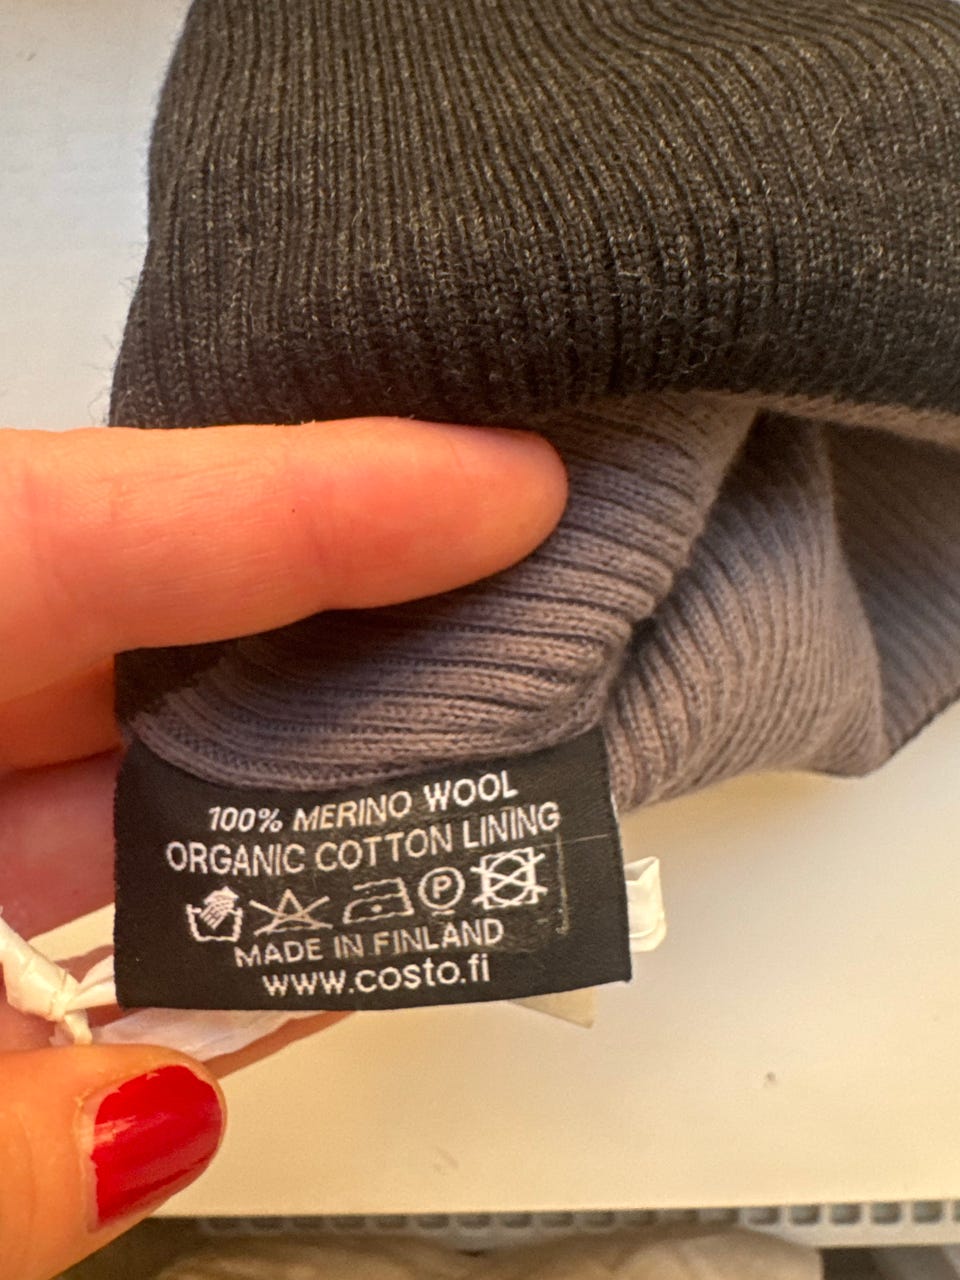 100% MERINO WOOL
ORGANIC COTTON LINING
P
MADE IN FINLAND
www.costo.fi